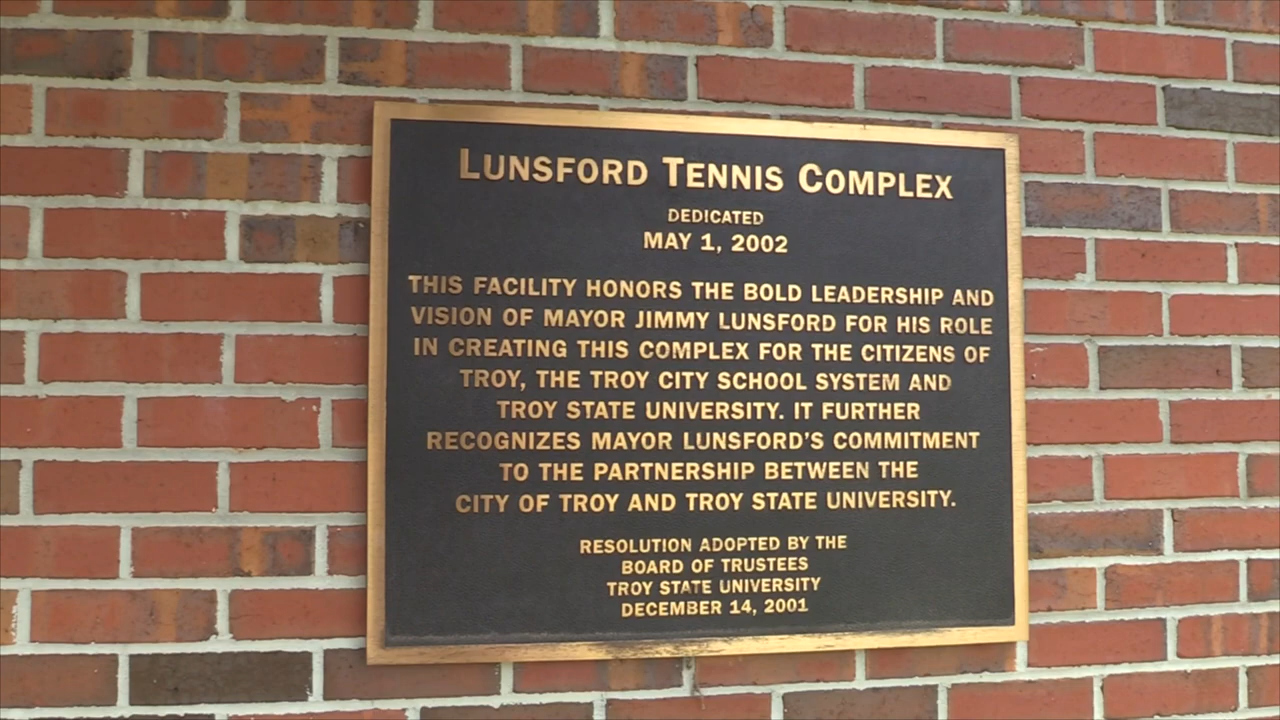 LUNSFORD TENNIS COMPLEX
DEDICATED
MAY 1, 2002
THIS FACILITY HONORS THE BOLD LEADERSHIP AND
VISION OF MAYOR JIMMY LUNSFORD FOR HIS ROLE
IN CREATING THIS COMPLEX FOR THE CITIZENS OF
TROY, THE TROY CITY SCHOOL SYSTEM AND
TROY STATE UNIVERSITY. IT FURTHER
RECOGNIZES MAYOR LUNSFORD'S COMMITMENT
TO THE PARTNERSHIP BETWEEN THE
CITY OF TROY AND TROY STATE UNIVERSITY.
RESOLUTION ADOPTED BY THE
BOARD OF TRUSTEES
TROY STATE UNIVERSITY
DECEMBER 14, 2001